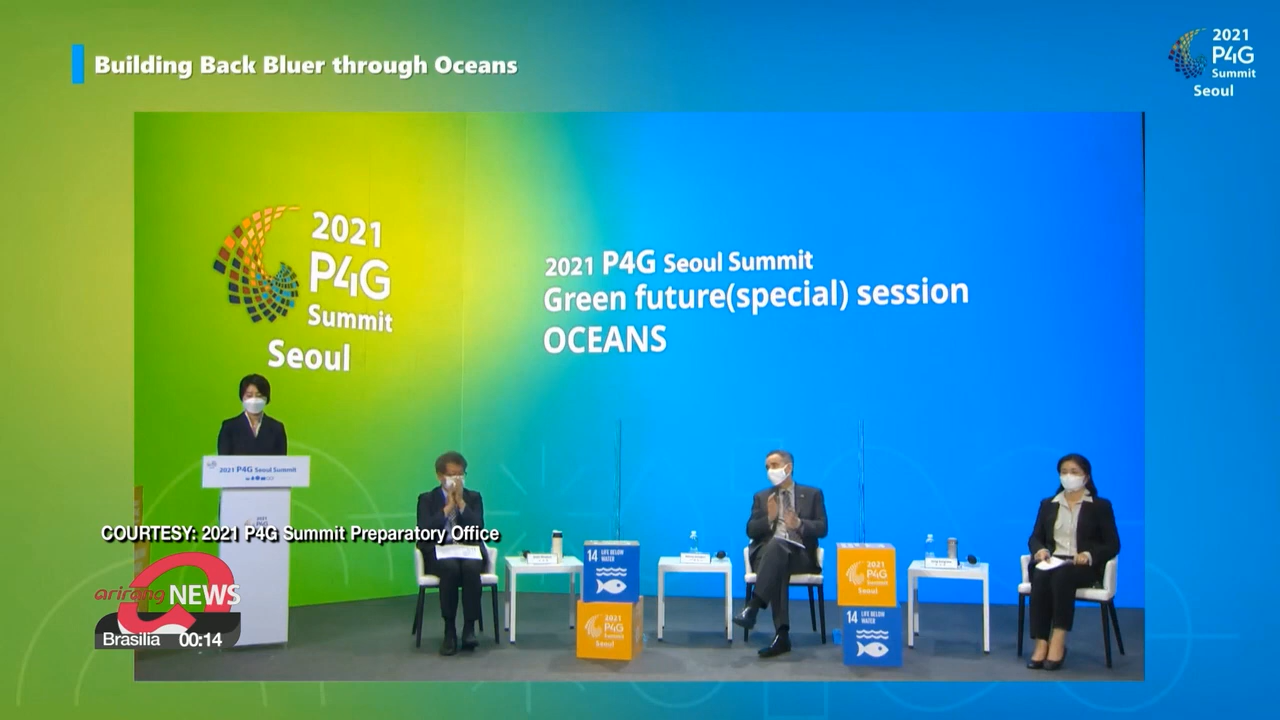 Building Back Bluer through Oceans
2021
P4G
Summit
Seoul
2021
P4G
Summit
Seoul
2021 P4G Seoul Summit
Green future(special) session
OCEANS
2021 P4G Seoul Summit
2021
P4G
COURTESY: 2021 P4G Summit Preparatory Office
arirang NEWS
Brasilia 00:14
14 LIFE BELOW
WATER
2021
P4G
Summit
Seoul
2021
P4G
Summit
Seoul
14 LIFE BELOW
WATER